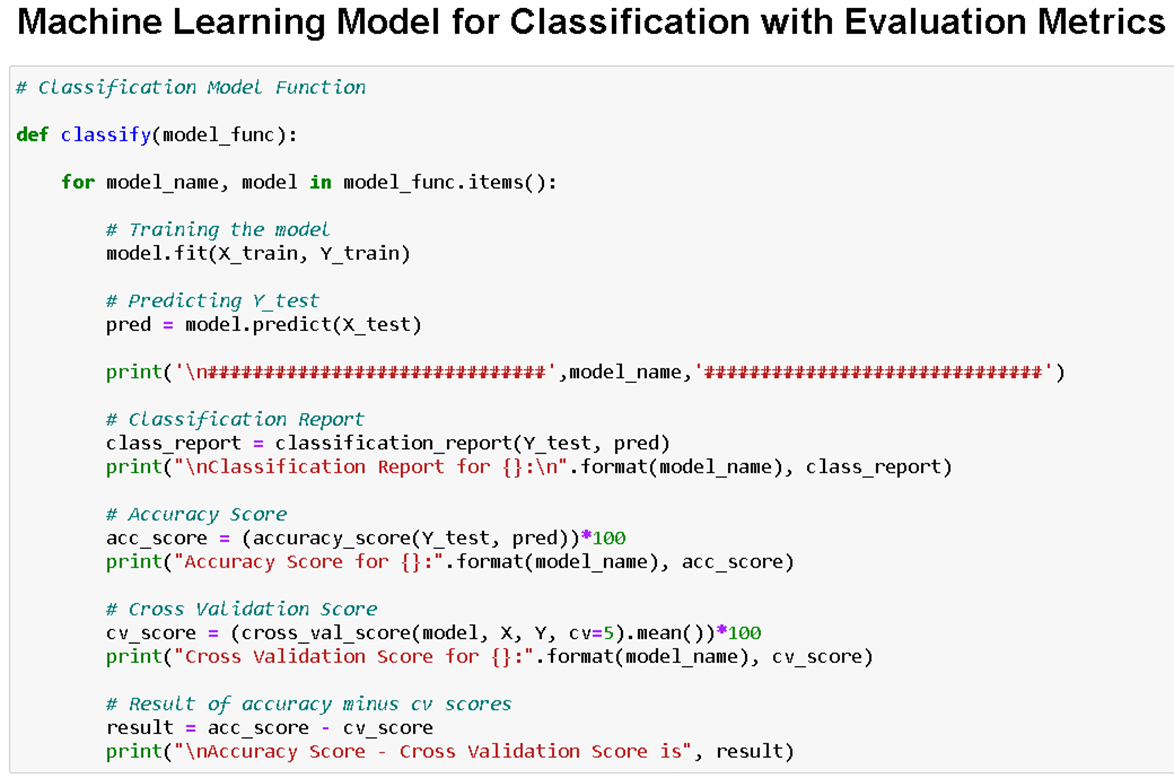 Machine Learning Model for Classification with Evaluation Metrics
# Classification Model Function
def classify(model_func):
    for model_name, model in model_func.items():
        # Training the model
        model.fit(X_train, Y_train)
        # Predicting Y_test
        pred = model.predict(X_test)
        print('\n##############################',model_name,'##############################')
        # Classification Report
        class_report = classification_report(Y_test, pred)
        print("\nClassification Report for {}:\n".format(model_name), class_report)
        # Accuracy Score
        acc_score = (accuracy_score(Y_test, pred))*100
        print("Accuracy Score for {}:".format(model_name), acc_score)
        # Cross Validation Score
        cv_score = (cross_val_score(model, X, Y, cv=5).mean())*100
        print("Cross Validation Score for {}:".format(model_name), cv_score)
        # Result of accuracy minus cv scores
        result = acc_score - cv_score
        print("\nAccuracy Score - Cross Validation Score is", result)